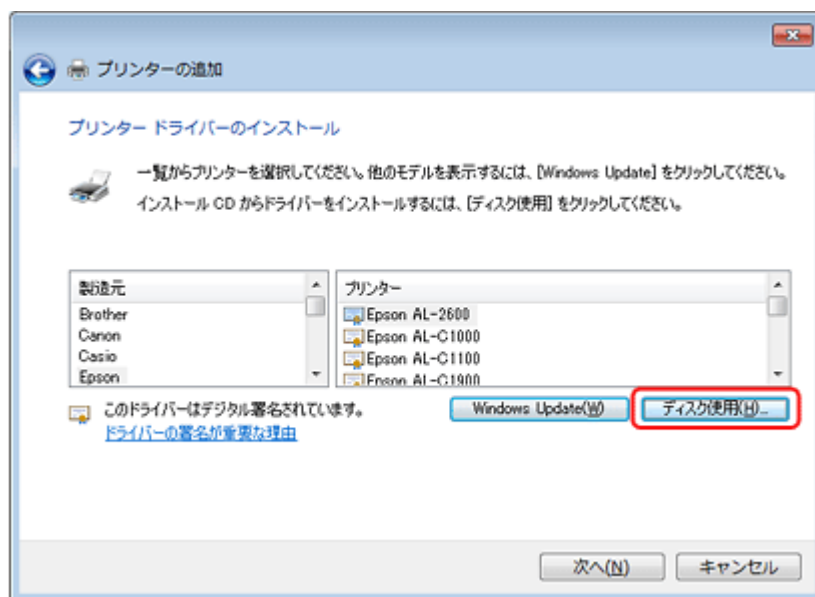 プリンターの追加
プリンター ドライバーのインストール
一覧からプリンターを選択してください。他のモデルを表示するには、[Windows Update] をクリックしてください。
インストール CD からドライバーをインストールするには、[ディスク使用] をクリックしてください。
製造元
Brother
Canon
Casio
Epson
プリンター
Epson AL-2600
Epson AL-C1000
Epson AL-C1100
Epson AL-C1900
このドライバーはデジタル署名されています。
ドライバーの署名が重要な理由
Windows Update(W)
ディスク使用(H)...
次へ(N)
キャンセル